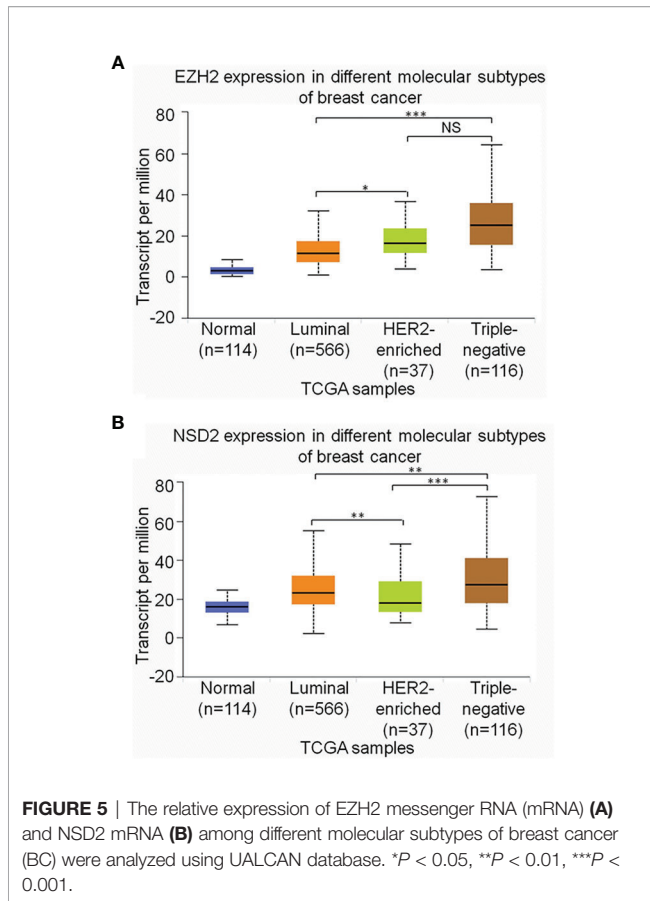 A
EZH2 expression in different molecular subtypes
of breast cancer
80
60
40
20
0
-20
Transcript per million
***
NS
*
Normal
(n=114)
Luminal
(n=566)
HER2-
enriched
(n=37)
Triple-
negative
(n=116)
TCGA samples
B
NSD2 expression in different molecular subtypes
of breast cancer
80
60
40
20
0
-20
Transcript per million
**
***
**
Normal
(n=114)
Luminal
(n=566)
HER2-
enriched
(n=37)
Triple-
negative
(n=116)
TCGA samples
FIGURE 5 | The relative expression of EZH2 messenger RNA (mRNA) (A)
and NSD2 mRNA (B) among different molecular subtypes of breast cancer
(BC) were analyzed using UALCAN database. *P < 0.05, **P < 0.01, ***P <
0.001.